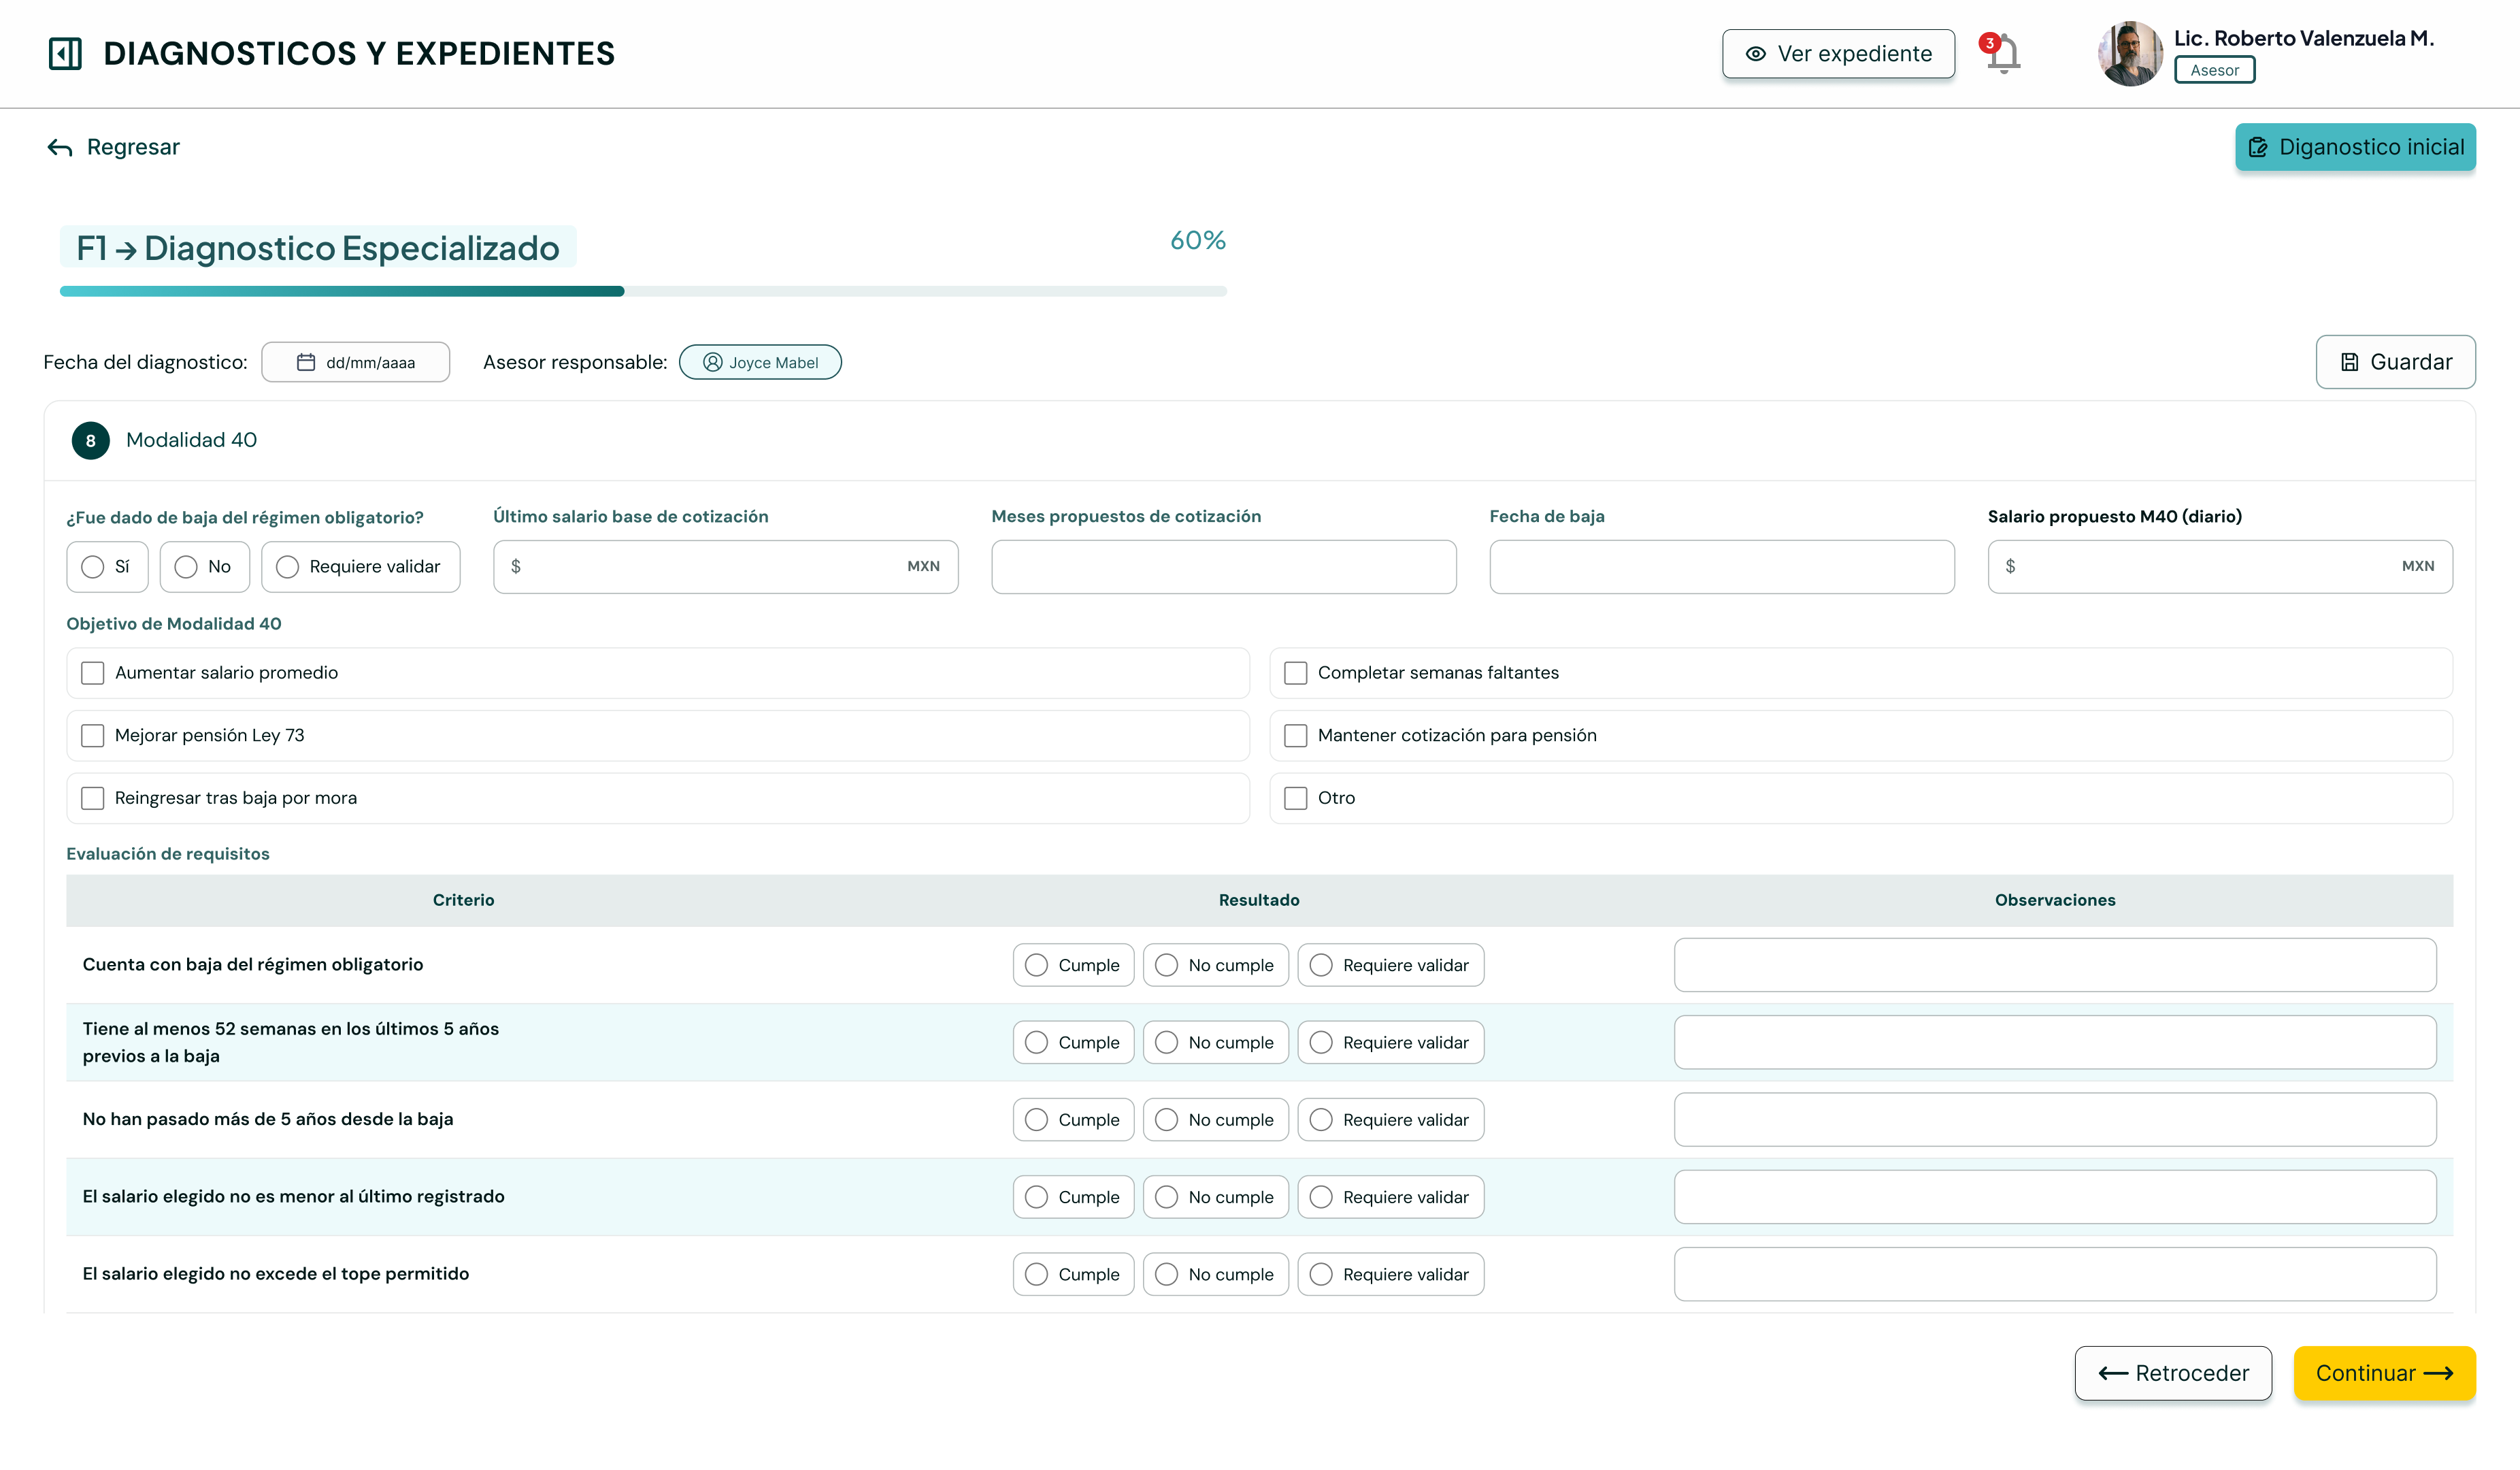 DIAGNOSTICOS Y EXPEDIENTES
Ver expediente
3
Lic. Roberto Valenzuela M.
Asesor
Regresar
Diganostico inicial
F1 → Diagnostico Especializado
60%
Fecha del diagnostico:
dd/mm/aaaa
Asesor responsable:
Joyce Mabel
Guardar
8
Modalidad 40
¿Fue dado de baja del régimen obligatorio?
Sí
No
Requiere validar
Último salario base de cotización
$
MXN
Meses propuestos de cotización
Fecha de baja
Salario propuesto M40 (diario)
$
MXN
Objetivo de Modalidad 40
Aumentar salario promedio
Completar semanas faltantes
Mejorar pensión Ley 73
Mantener cotización para pensión
Reingresar tras baja por mora
Otro
Evaluación de requisitos
Criterio
Resultado
Observaciones
Cuenta con baja del régimen obligatorio
Cumple
No cumple
Requiere validar
Tiene al menos 52 semanas en los últimos 5 años
previos a la baja
Cumple
No cumple
Requiere validar
No han pasado más de 5 años desde la baja
Cumple
No cumple
Requiere validar
El salario elegido no es menor al último registrado
Cumple
No cumple
Requiere validar
El salario elegido no excede el tope permitido
Cumple
No cumple
Requiere validar
← Retroceder
Continuar →